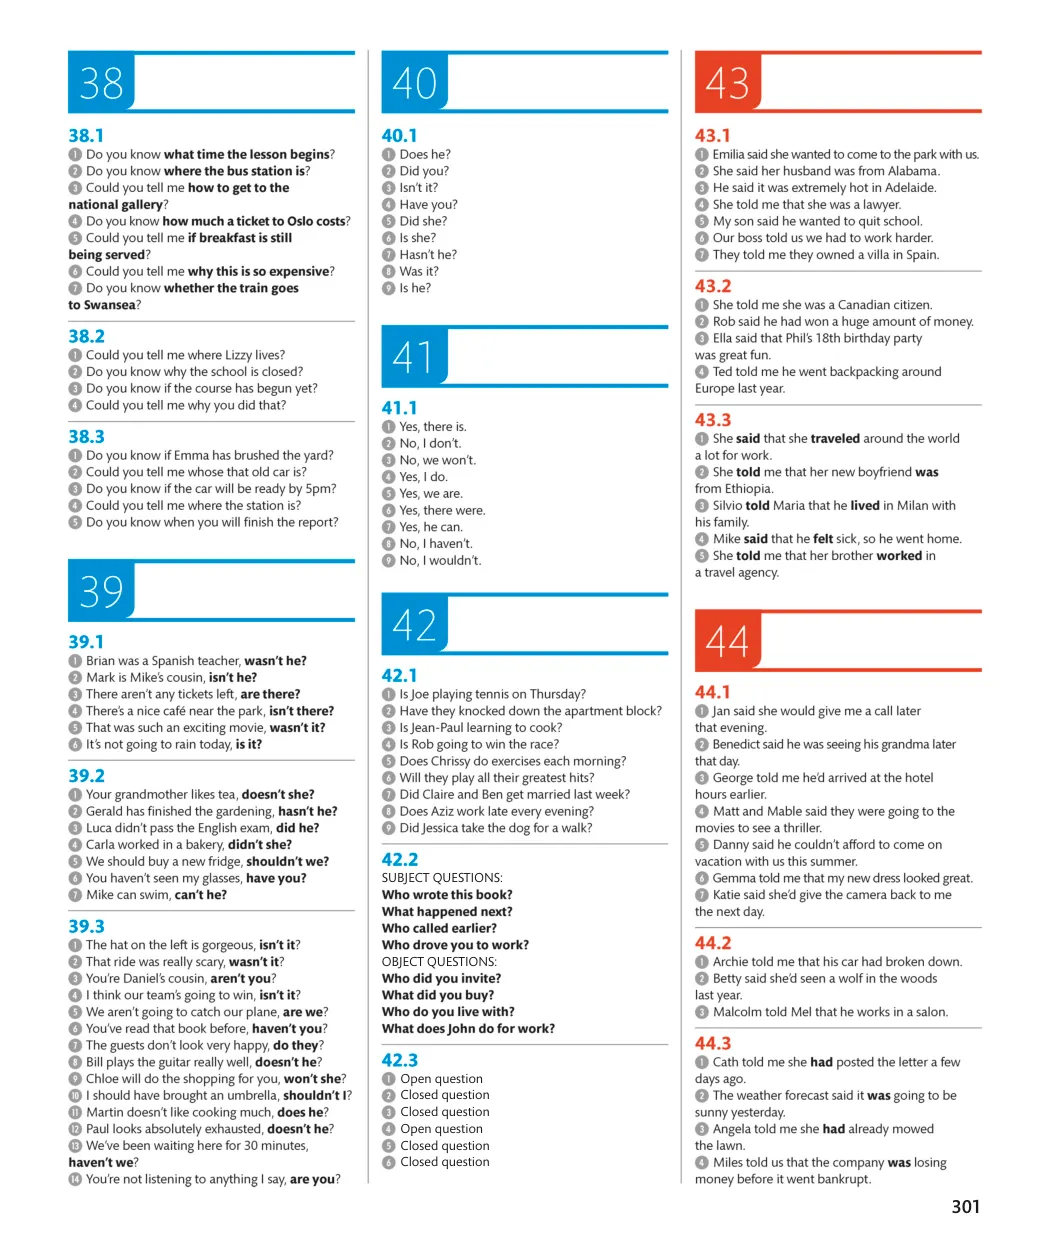 38
38.1
1 Do you know what time the lesson begins?
2 Do you know where the bus station is?
3 Could you tell me how to get to the
national gallery?
4 Do you know how much a ticket to Oslo costs?
5 Could you tell me if breakfast is still
being served?
6 Could you tell me why this is so expensive?
7 Do you know whether the train goes
to Swansea?
38.2
1 Could you tell me where Lizzy lives?
2 Do you know why the school is closed?
3 Do you know if the course has begun yet?
4 Could you tell me why you did that?
38.3
1 Do you know if Emma has brushed the yard?
2 Could you tell me whose that old car is?
3 Do you know if the car will be ready by 5pm?
4 Could you tell me where the station is?
5 Do you know when you will finish the report?
39
39.1
1 Brian was a Spanish teacher, wasn't he?
2 Mark is Mike's cousin, isn't he?
3 There aren't any tickets left, are there?
4 There's a nice café near the park, isn't there?
5 That was such an exciting movie, wasn't it?
6 It's not going to rain today, is it?
39.2
1 Your grandmother likes tea, doesn't she?
2 Gerald has finished the gardening, hasn't he?
3 Luca didn't pass the English exam, did he?
4 Carla worked in a bakery, didn't she?
5 We should buy a new fridge, shouldn't we?
6 You haven't seen my glasses, have you?
7 Mike can swim, can't he?
39.3
1 The hat on the left is gorgeous, isn't it?
2 That ride was really scary, wasn't it?
3 You're Daniel's cousin, aren't you?
4 I think our team's going to win, isn't it?
5 We aren't going to catch our plane, are we?
6 You've read that book before, haven't you?
7 The guests don't look very happy, do they?
8 Bill plays the guitar really well, doesn't he?
9 Chloe will do the shopping for you, won't she?
10 I should have brought an umbrella, shouldn't I?
11 Martin doesn't like cooking much, does he?
12 Paul looks absolutely exhausted, doesn't he?
13 We've been waiting here for 30 minutes,
haven't we?
14 You're not listening to anything I say, are you?
40
40.1
1 Does he?
2 Did you?
3 Isn't it?
4 Have you?
5 Did she?
6 Is she?
7 Hasn't he?
8 Was it?
9 Is he?
41
41.1
1 Yes, there is.
2 No, I don't.
3 No, we won't.
4 Yes, I do.
5 Yes, we are.
6 Yes, there were.
7 Yes, he can.
8 No, I haven't.
9 No, I wouldn't.
42
42.1
1 Is Joe playing tennis on Thursday?
2 Have they knocked down the apartment block?
3 Is Jean-Paul learning to cook?
4 Is Rob going to win the race?
5 Does Chrissy do exercises each morning?
6 Will they play all their greatest hits?
7 Did Claire and Ben get married last week?
8 Does Aziz work late every evening?
9 Did Jessica take the dog for a walk?
42.2
SUBJECT QUESTIONS:
Who wrote this book?
What happened next?
Who called earlier?
Who drove you to work?
OBJECT QUESTIONS:
Who did you invite?
What did you buy?
Who do you live with?
What does John do for work?
42.3
1 Open question
2 Closed question
3 Closed question
4 Open question
5 Closed question
6 Closed question
43
43.1
1 Emilia said she wanted to come to the park with us.
2 She said her husband was from Alabama.
3 He said it was extremely hot in Adelaide.
4 She told me that she was a lawyer.
5 My son said he wanted to quit school.
6 Our boss told us we had to work harder.
7 They told me they owned a villa in Spain.
43.2
1 She told me she was a Canadian citizen.
2 Rob said he had won a huge amount of money.
3 Ella said that Phil's 18th birthday party
was great fun.
4 Ted told me he went backpacking around
Europe last year.
43.3
1 She said that she traveled around the world
a lot for work.
2 She told me that her new boyfriend was
from Ethiopia.
3 Silvio told Maria that he lived in Milan with
his family.
4 Mike said that he felt sick, so he went home.
5 She told me that her brother worked in
a travel agency.
44
44.1
1 Jan said she would give me a call later
that evening.
2 Benedict said he was seeing his grandma later
that day.
3 George told me he'd arrived at the hotel
hours earlier.
4 Matt and Mable said they were going to the
movies to see a thriller.
5 Danny said he couldn't afford to come on
vacation with us this summer.
6 Gemma told me that my new dress looked great.
7 Katie said she'd give the camera back to me
the next day.
44.2
1 Archie told me that his car had broken down.
2 Betty said she'd seen a wolf in the woods
last year.
3 Malcolm told Mel that he works in a salon.
44.3
1 Cath told me she had posted the letter a few
days ago.
2 The weather forecast said it was going to be
sunny yesterday.
3 Angela told me she had already mowed
the lawn.
4 Miles told us that the company was losing
money before it went bankrupt.
301